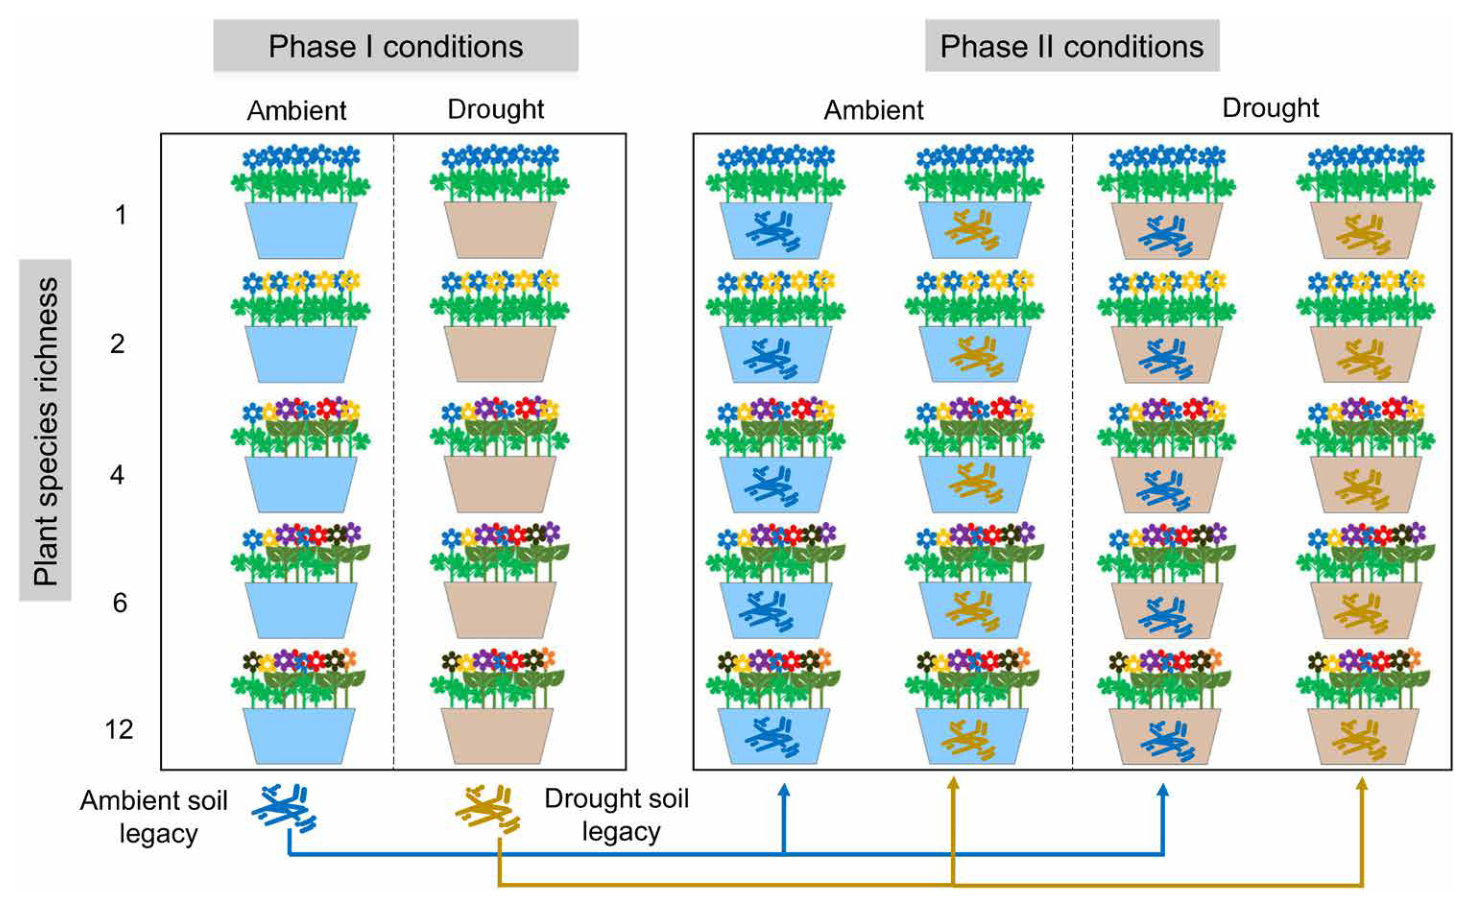 Phase I conditions
Phase II conditions
Ambient
Drought
Ambient
Drought
Plant species richness
1
2
4
6
12
Ambient soil
legacy
Drought soil
legacy